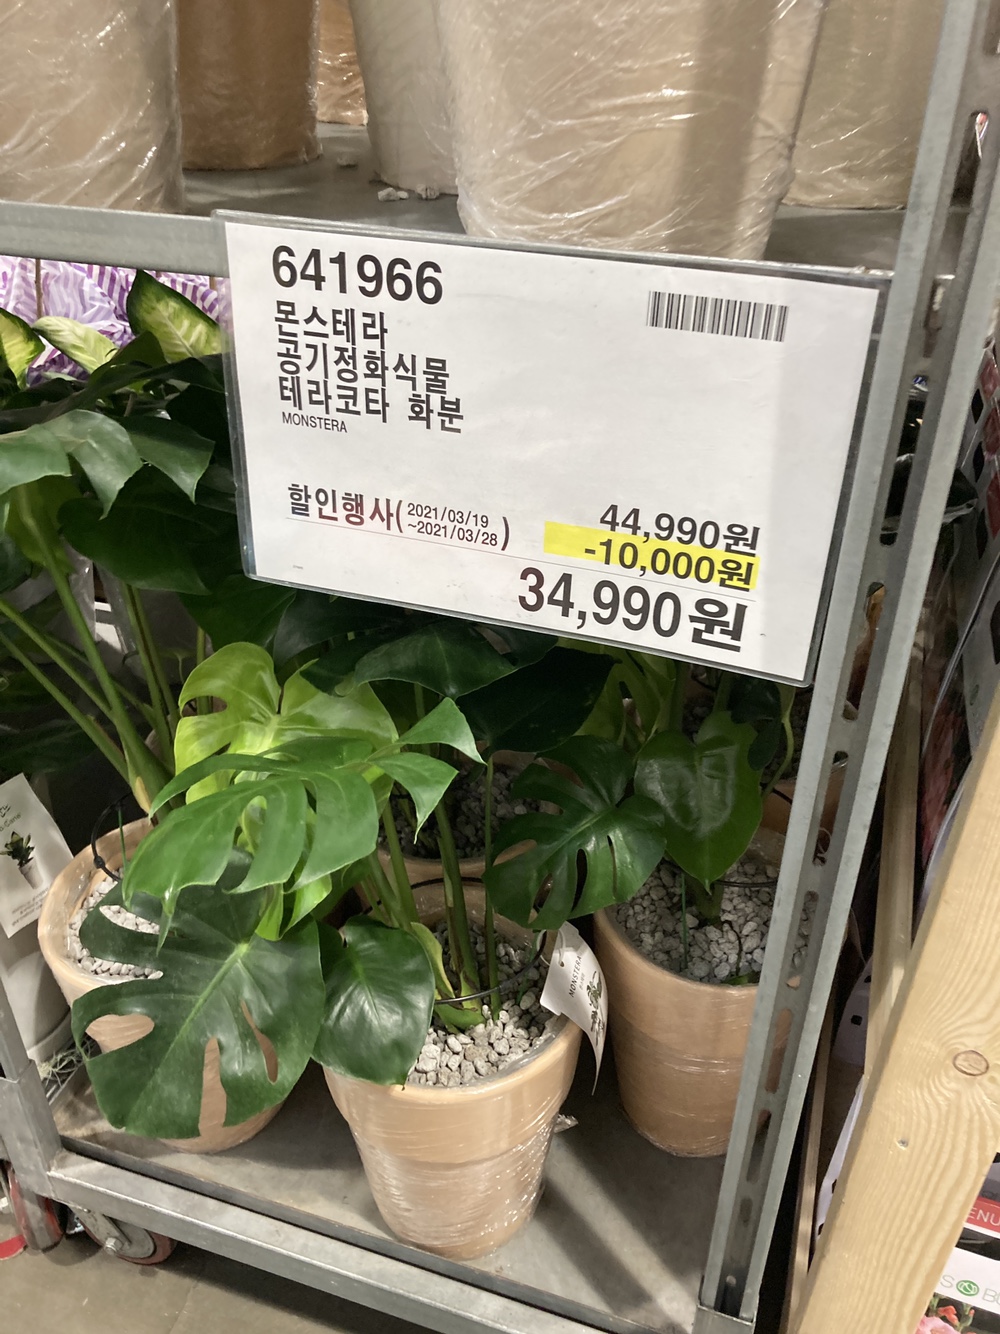 641966
몬스테라
공기정화식물
테라코타 화분
MONSTERA
할인행사(2021/03/19
~2021/03/28)
44,990원
-10,000원
34,990원
MONSTERA
ENU